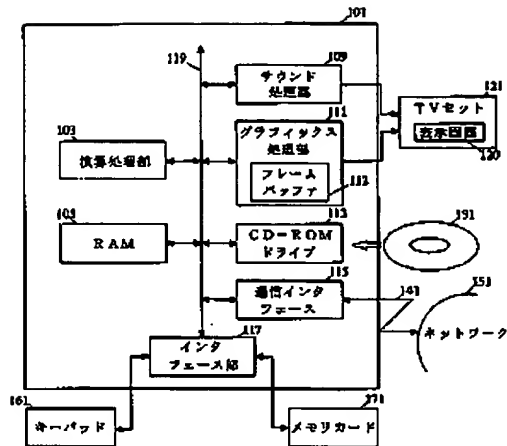 101
119
109
サウンド
処理部
121
TVセット
表示画面
120
111
グラフィックス
処理部
フレーム
バッファ
112
103
演算処理部
105
RAM
CD-ROM
ドライブ
131
115
通信インタ
フェース
141
151
ネットワーク
117
インタ
フェース部
161
キーパッド
171
メモリカード